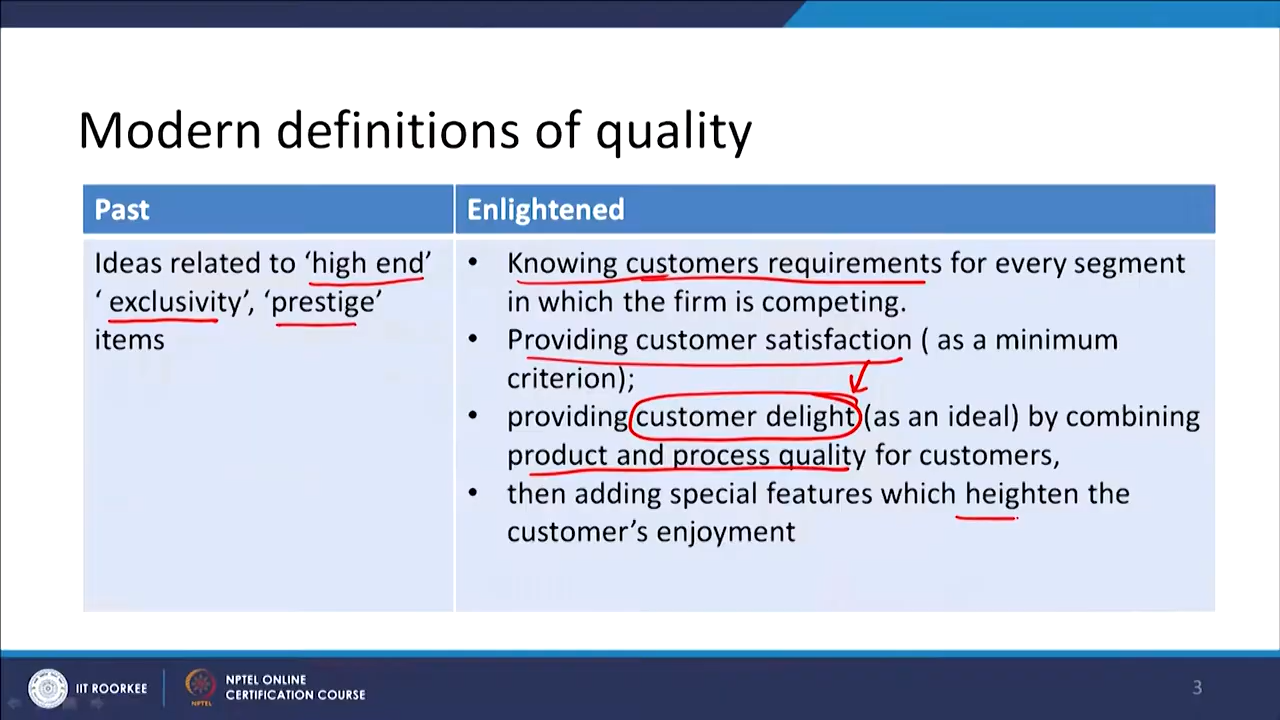 Modern definitions of quality
Past
Enlightened
Ideas related to ‘high end’
‘ exclusivity’, ‘prestige’
items
• Knowing customers requirements for every segment
in which the firm is competing.
• Providing customer satisfaction ( as a minimum
criterion);
• providing customer delight (as an ideal) by combining
product and process quality for customers,
• then adding special features which heighten the
customer’s enjoyment
IIT ROORKEE
NPTEL ONLINE
CERTIFICATION COURSE
3